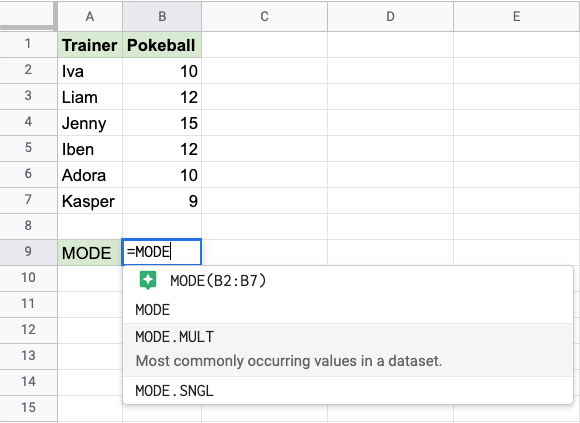 A B C D E
1 Trainer Pokeball
2 Iva 10
3 Liam 12
4 Jenny 15
5 Iben 12
6 Adora 10
7 Kasper 9
8
9 MODE =MODE
10 MODE(B2:B7)
11 MODE
12 MODE.MULT
13 Most commonly occurring values in a dataset.
14 MODE.SNGL
15